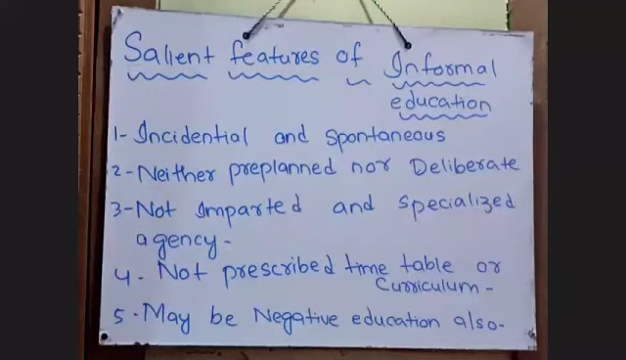 Salient features of Informal
education
1- Incidential and Spontaneous
2- Neither preplanned nor Deliberate
3- Not Imparted and specialized
agency-
4- Not prescribed time table or
Curriculum-
5- May be Negative education also-